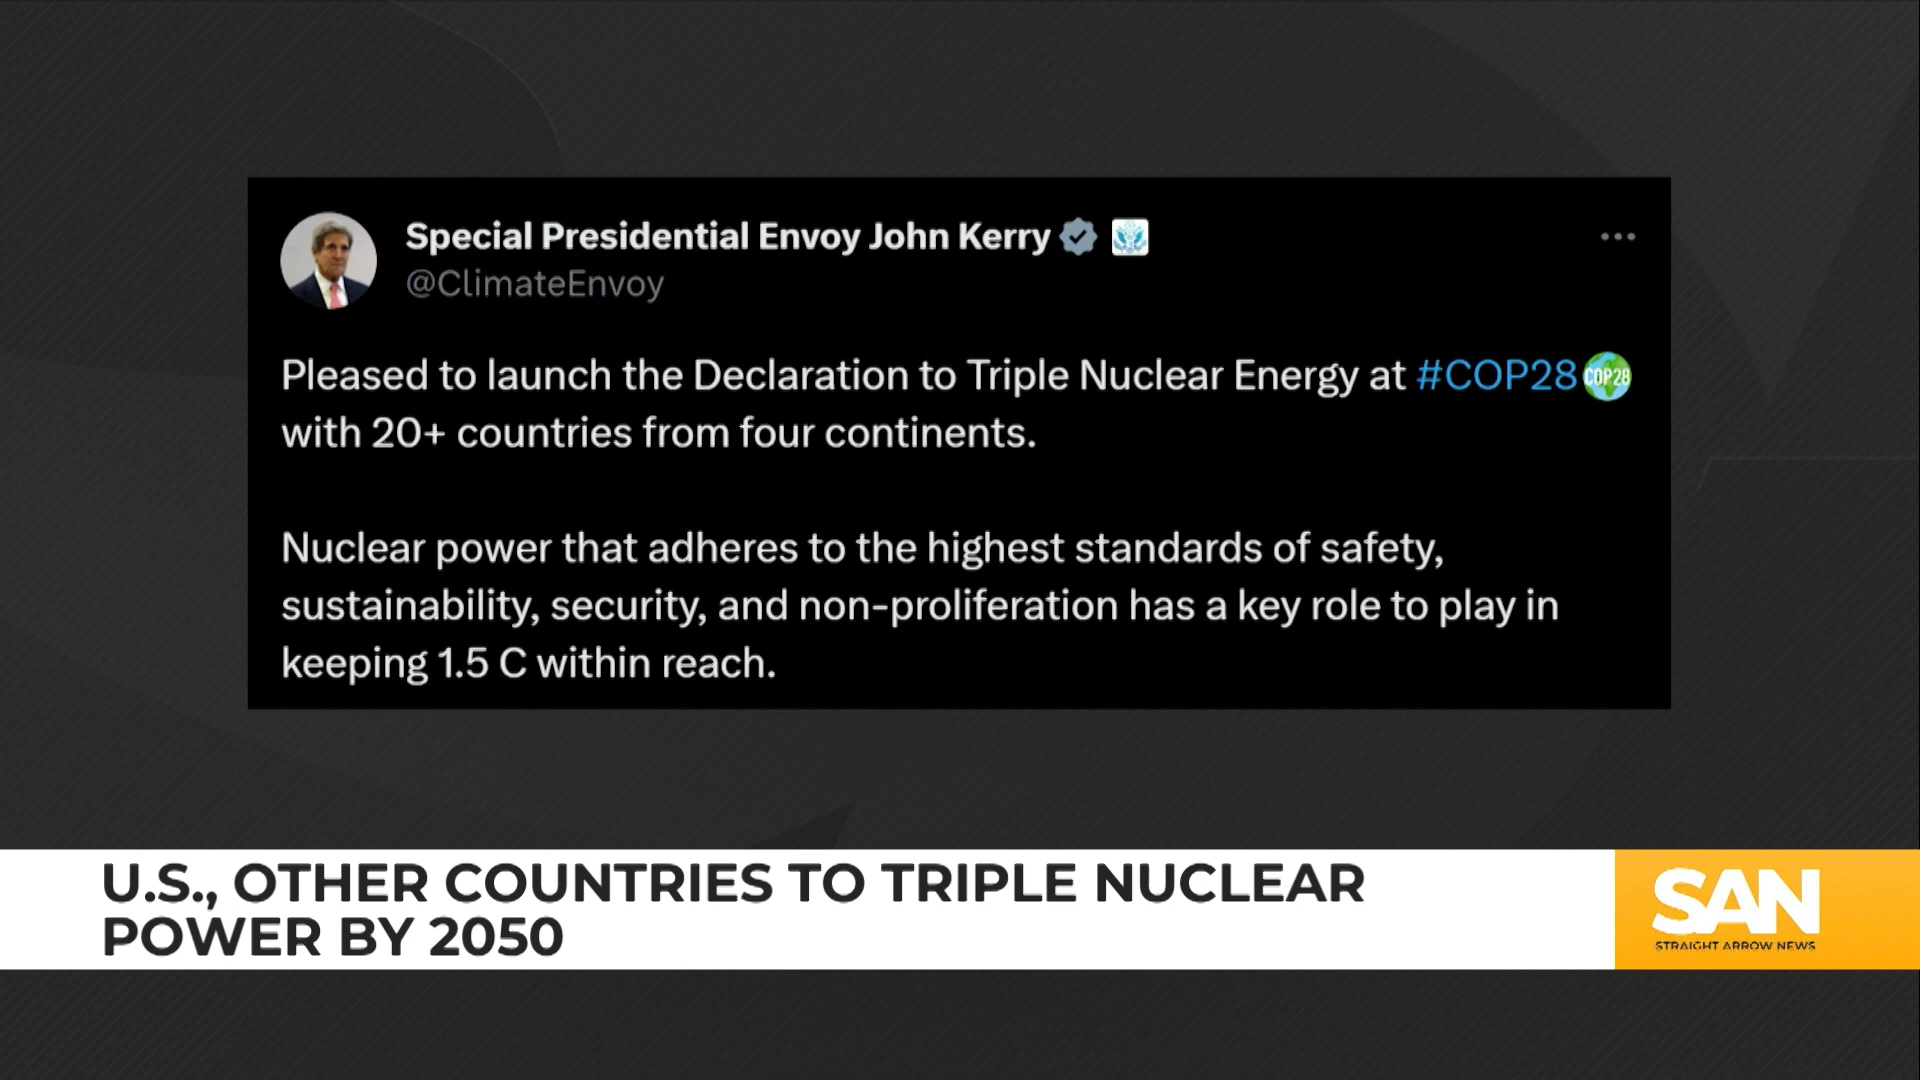 Special Presidential Envoy John Kerry
@ClimateEnvoy
Pleased to launch the Declaration to Triple Nuclear Energy at #COP28 COP28
with 20+ countries from four continents.
Nuclear power that adheres to the highest standards of safety,
sustainability, security, and non-proliferation has a key role to play in
keeping 1.5 C within reach.
U.S., OTHER COUNTRIES TO TRIPLE NUCLEAR
POWER BY 2050
SAN
STRAIGHT ARROW NEWS